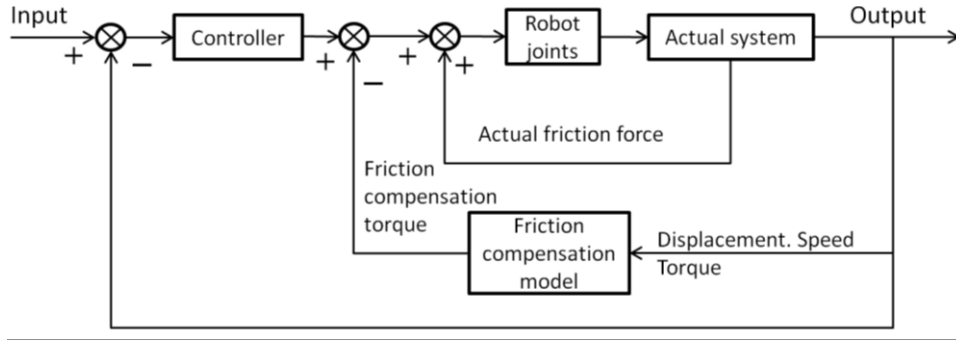 Input
Output
Controller
Robot
joints
Actual system
+
−
+
−
+
+
Actual friction force
Friction
compensation
torque
Friction
compensation
model
Displacement. Speed
Torque